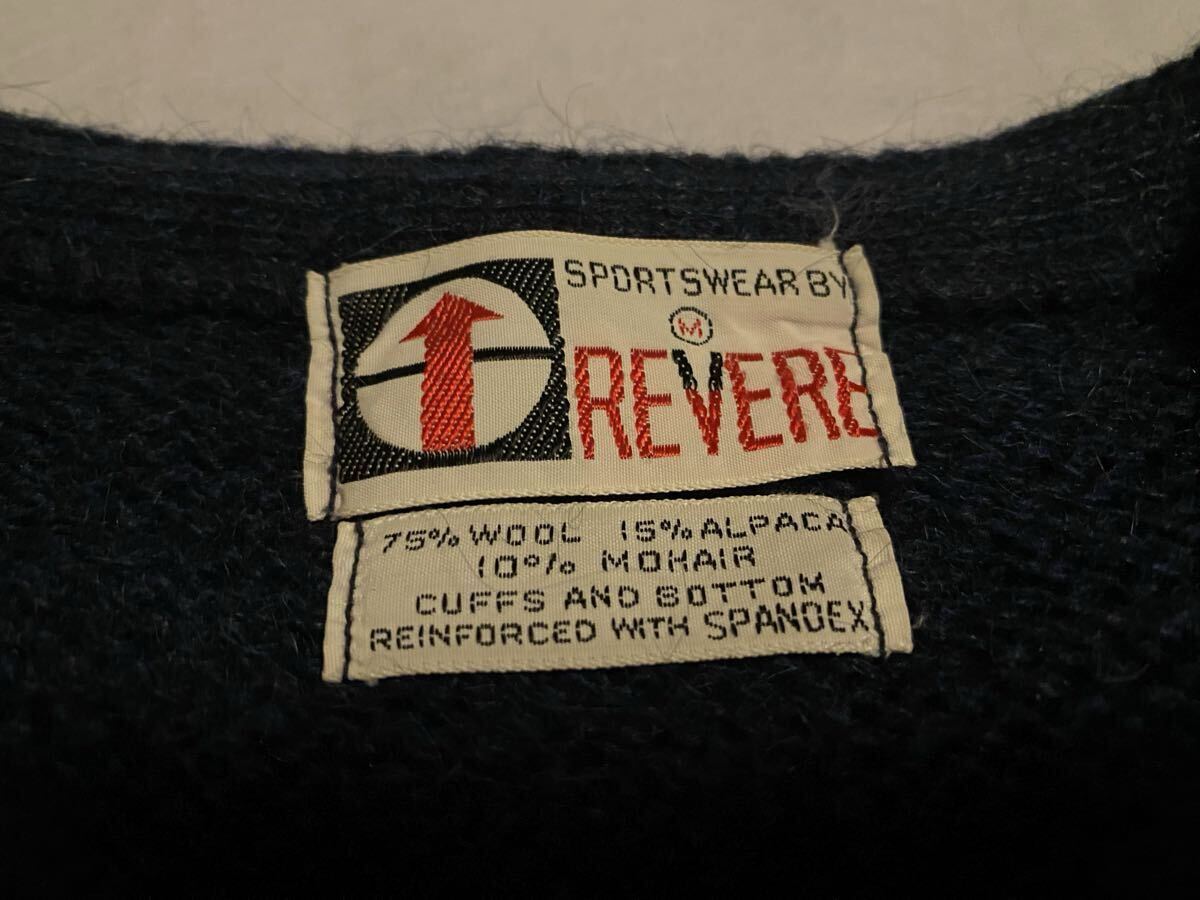 SPORTSWEAR BY
M
REVERE
75% WOOL 15% ALPACA
10% MOHAIR
CUFFS AND BOTTOM
REINFORCED WITH SPANDEX